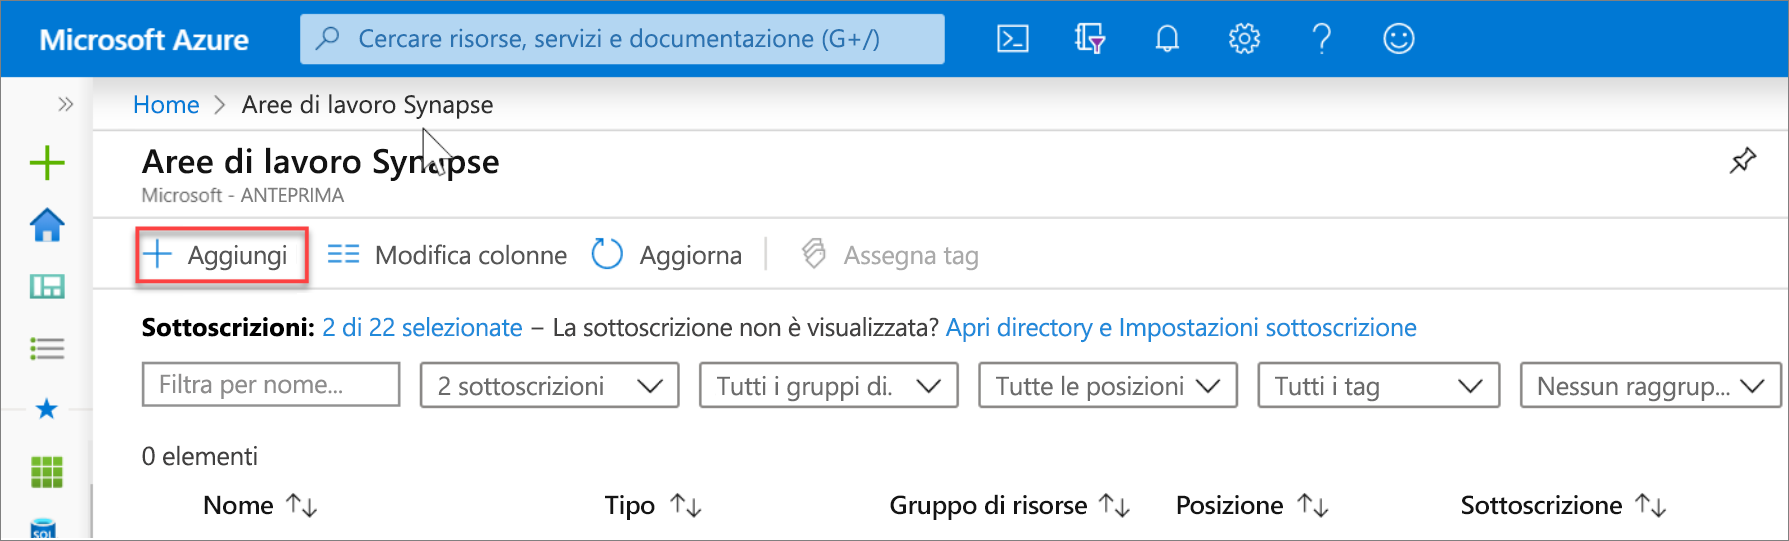 Microsoft Azure
Cercare risorse, servizi e documentazione (G+/)
Home > Aree di lavoro Synapse
Aree di lavoro Synapse
Microsoft - ANTEPRIMA
Aggiungi Modifica colonne Aggiorna Assegna tag
Sottoscrizioni: 2 di 22 selezionate – La sottoscrizione non è visualizzata? Apri directory e Impostazioni sottoscrizione
Filtra per nome... 2 sottoscrizioni Tutti i gruppi di. Tutte le posizioni Tutti i tag Nessun raggrup...
0 elementi
Nome Tipo Gruppo di risorse Posizione Sottoscrizione
SQL